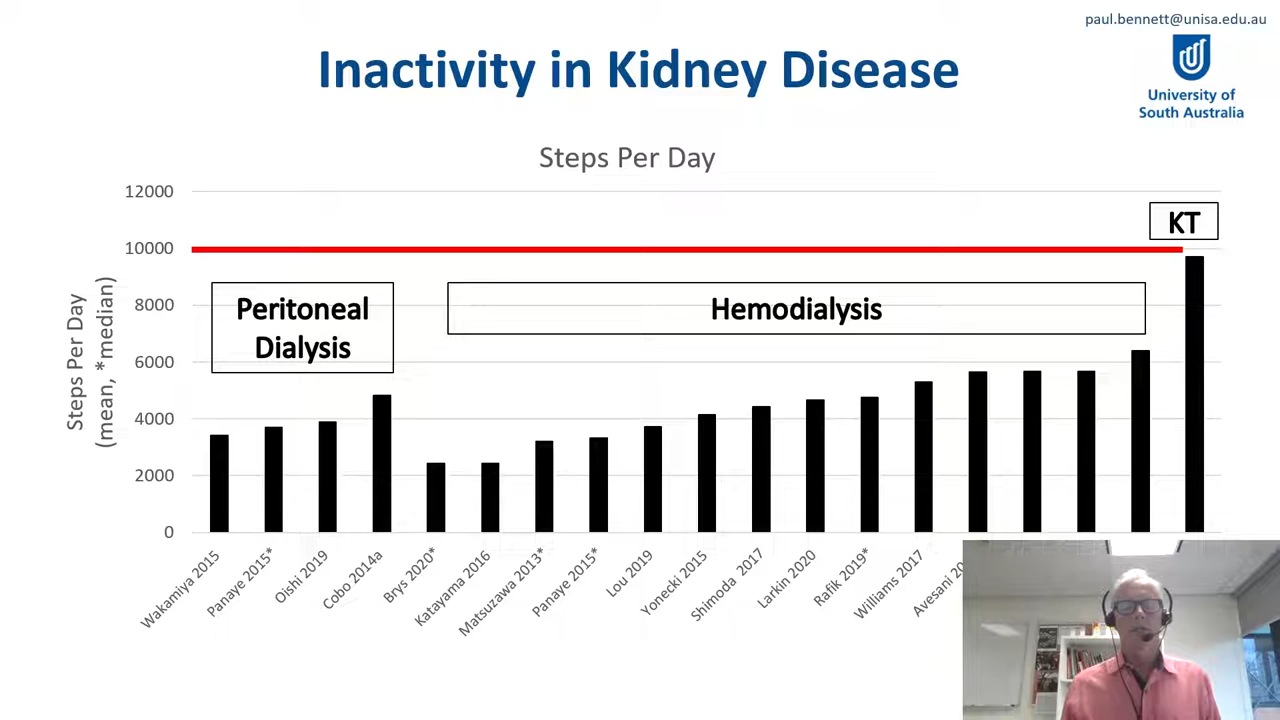 paul.bennett@unisa.edu.au
Inactivity in Kidney Disease
University of
South Australia
Steps Per Day
12000
10000
8000
6000
4000
2000
0
Steps Per Day
(mean, *median)
KT
Peritoneal
Dialysis
Hemodialysis
Wakamiya 2015
Panaye 2015*
Oishi 2019
Cobo 2014a
Brys 2020*
Katayama 2016
Matsuzawa 2013*
Panaye 2015*
Lou 2019
Yonecki 2015
Shimoda 2017
Larkin 2020
Rafik 2019*
Williams 2017
Avesani